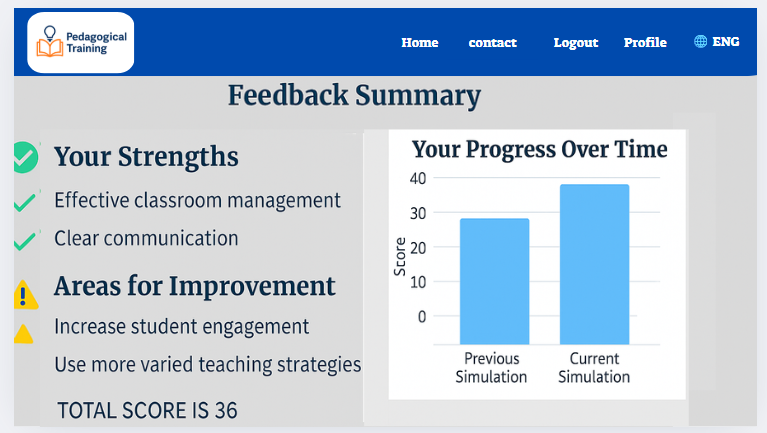 Pedagogical
Training
Home contact Logout Profile ENG
Feedback Summary
Your Strengths
Effective classroom management
Clear communication
Areas for Improvement
Increase student engagement
Use more varied teaching strategies
TOTAL SCORE IS 36
Your Progress Over Time
40
30
20
10
0
Score
Previous
Simulation
Current
Simulation